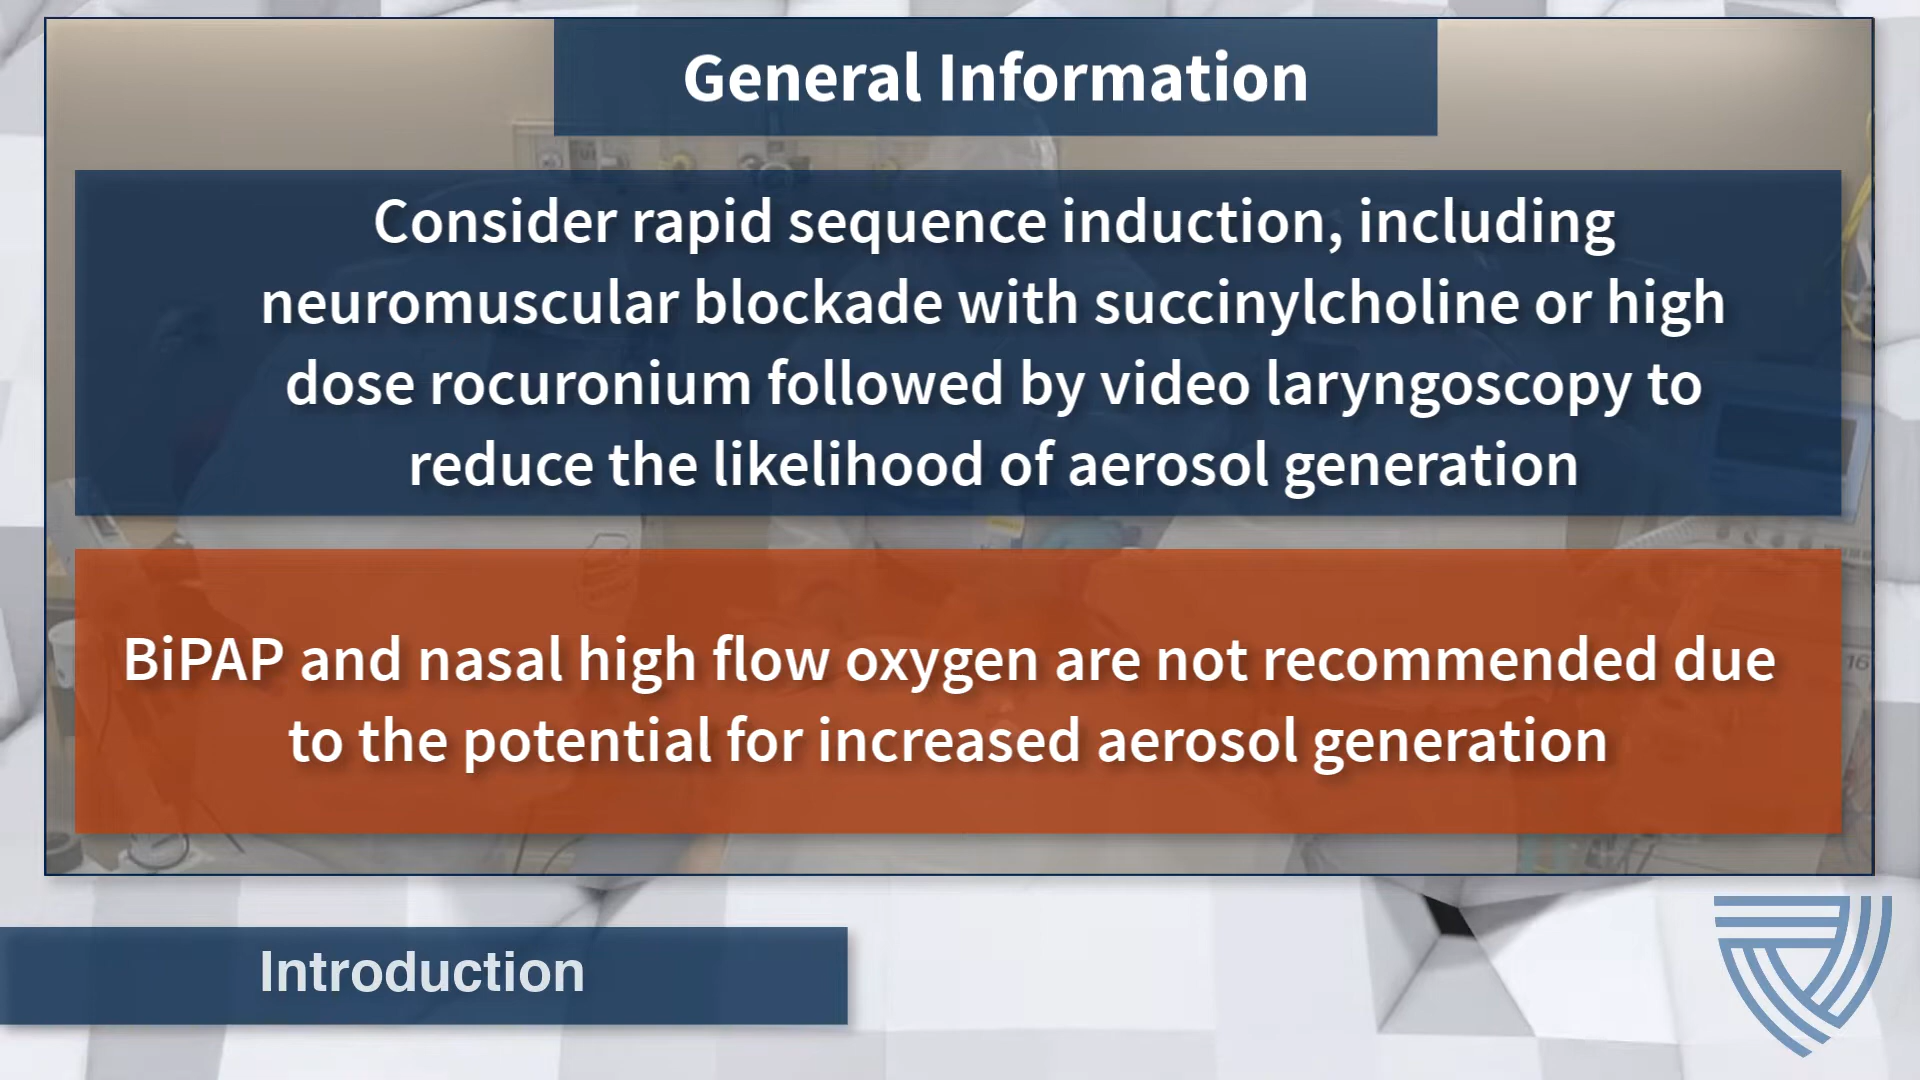 General Information
Consider rapid sequence induction, including
neuromuscular blockade with succinylcholine or high
dose rocuronium followed by video laryngoscopy to
reduce the likelihood of aerosol generation
BiPAP and nasal high flow oxygen are not recommended due
to the potential for increased aerosol generation
16
Introduction